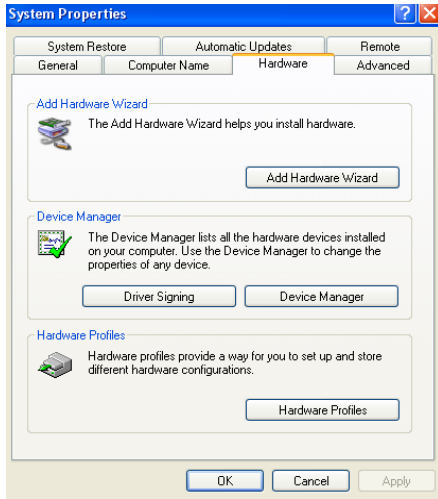 System Properties
System Restore Automatic Updates Remote
General Computer Name Hardware Advanced
Add Hardware Wizard
The Add Hardware Wizard helps you install hardware.
Add Hardware Wizard
Device Manager
The Device Manager lists all the hardware devices installed
on your computer. Use the Device Manager to change the
properties of any device.
Driver Signing Device Manager
Hardware Profiles
Hardware profiles provide a way for you to set up and store
different hardware configurations.
Hardware Profiles
OK Cancel Apply